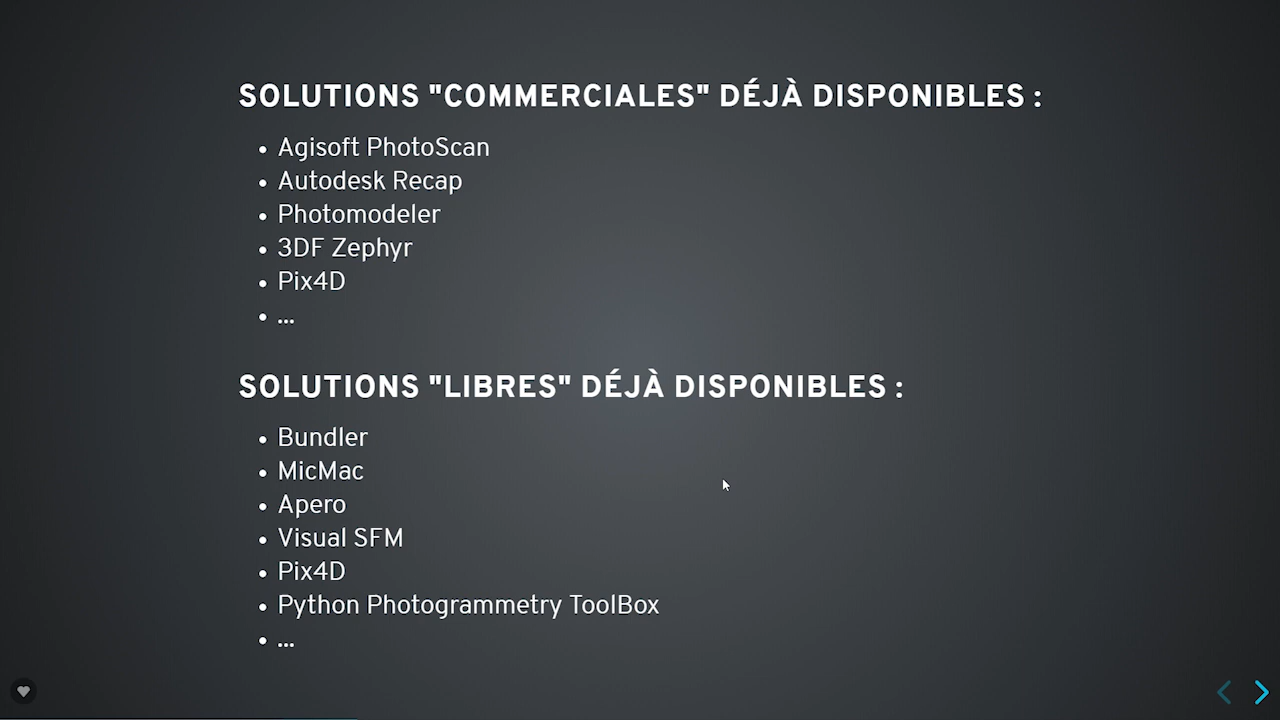 SOLUTIONS "COMMERCIALES" DÉJÀ DISPONIBLES :
• Agisoft PhotoScan
• Autodesk Recap
• Photomodeler
• 3DF Zephyr
• Pix4D
• ...
SOLUTIONS "LIBRES" DÉJÀ DISPONIBLES :
• Bundler
• MicMac
• Apero
• Visual SFM
• Pix4D
• Python Photogrammetry ToolBox
• ...